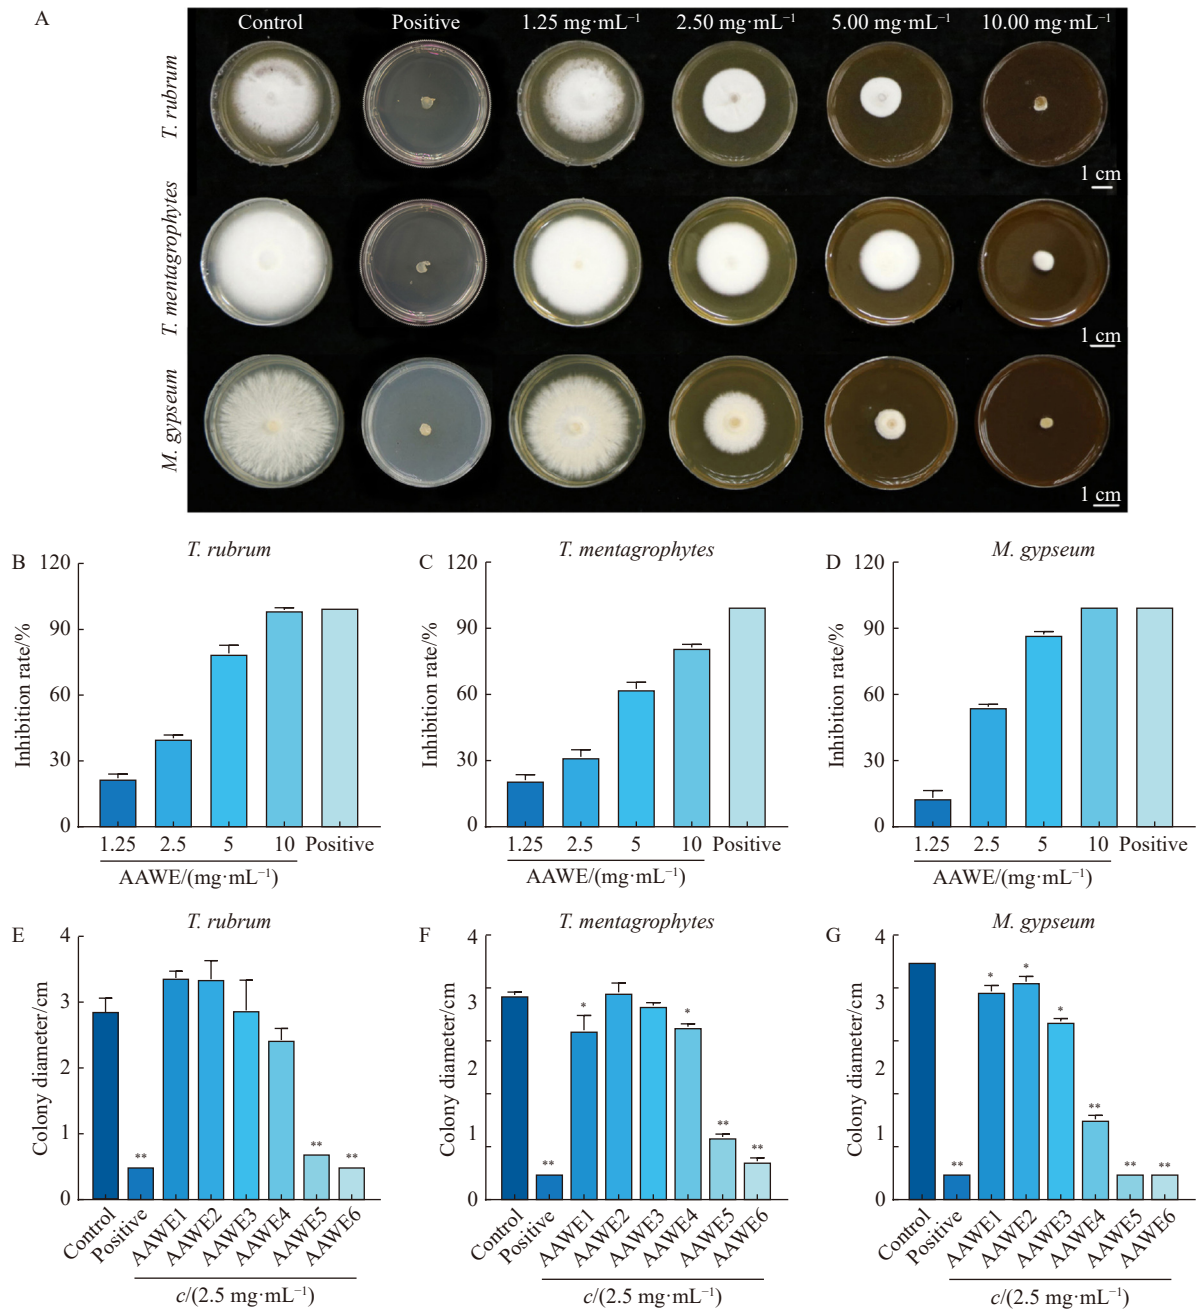 A
Control Positive 1.25 mg·mL⁻¹ 2.50 mg·mL⁻¹ 5.00 mg·mL⁻¹ 10.00 mg·mL⁻¹
T. rubrum
1 cm
T. mentagrophytes
1 cm
M. gypseum
1 cm
B
T. rubrum
Inhibition rate/%
120
90
60
30
0
1.25 2.5 5 10 Positive
AAWE/(mg·mL⁻¹)
C
T. mentagrophytes
Inhibition rate/%
120
90
60
30
0
1.25 2.5 5 10 Positive
AAWE/(mg·mL⁻¹)
D
M. gypseum
Inhibition rate/%
120
90
60
30
0
1.25 2.5 5 10 Positive
AAWE/(mg·mL⁻¹)
E
T. rubrum
Colony diameter/cm
4
3
2
1
0
** ** **
Control Positive AAWE1 AAWE2 AAWE3 AAWE4 AAWE5 AAWE6
c/(2.5 mg·mL⁻¹)
F
T. mentagrophytes
Colony diameter/cm
4
3
2
1
0
** * * ** **
Control Positive AAWE1 AAWE2 AAWE3 AAWE4 AAWE5 AAWE6
c/(2.5 mg·mL⁻¹)
G
M. gypseum
Colony diameter/cm
4
3
2
1
0
** * * * ** ** **
Control Positive AAWE1 AAWE2 AAWE3 AAWE4 AAWE5 AAWE6
c/(2.5 mg·mL⁻¹)